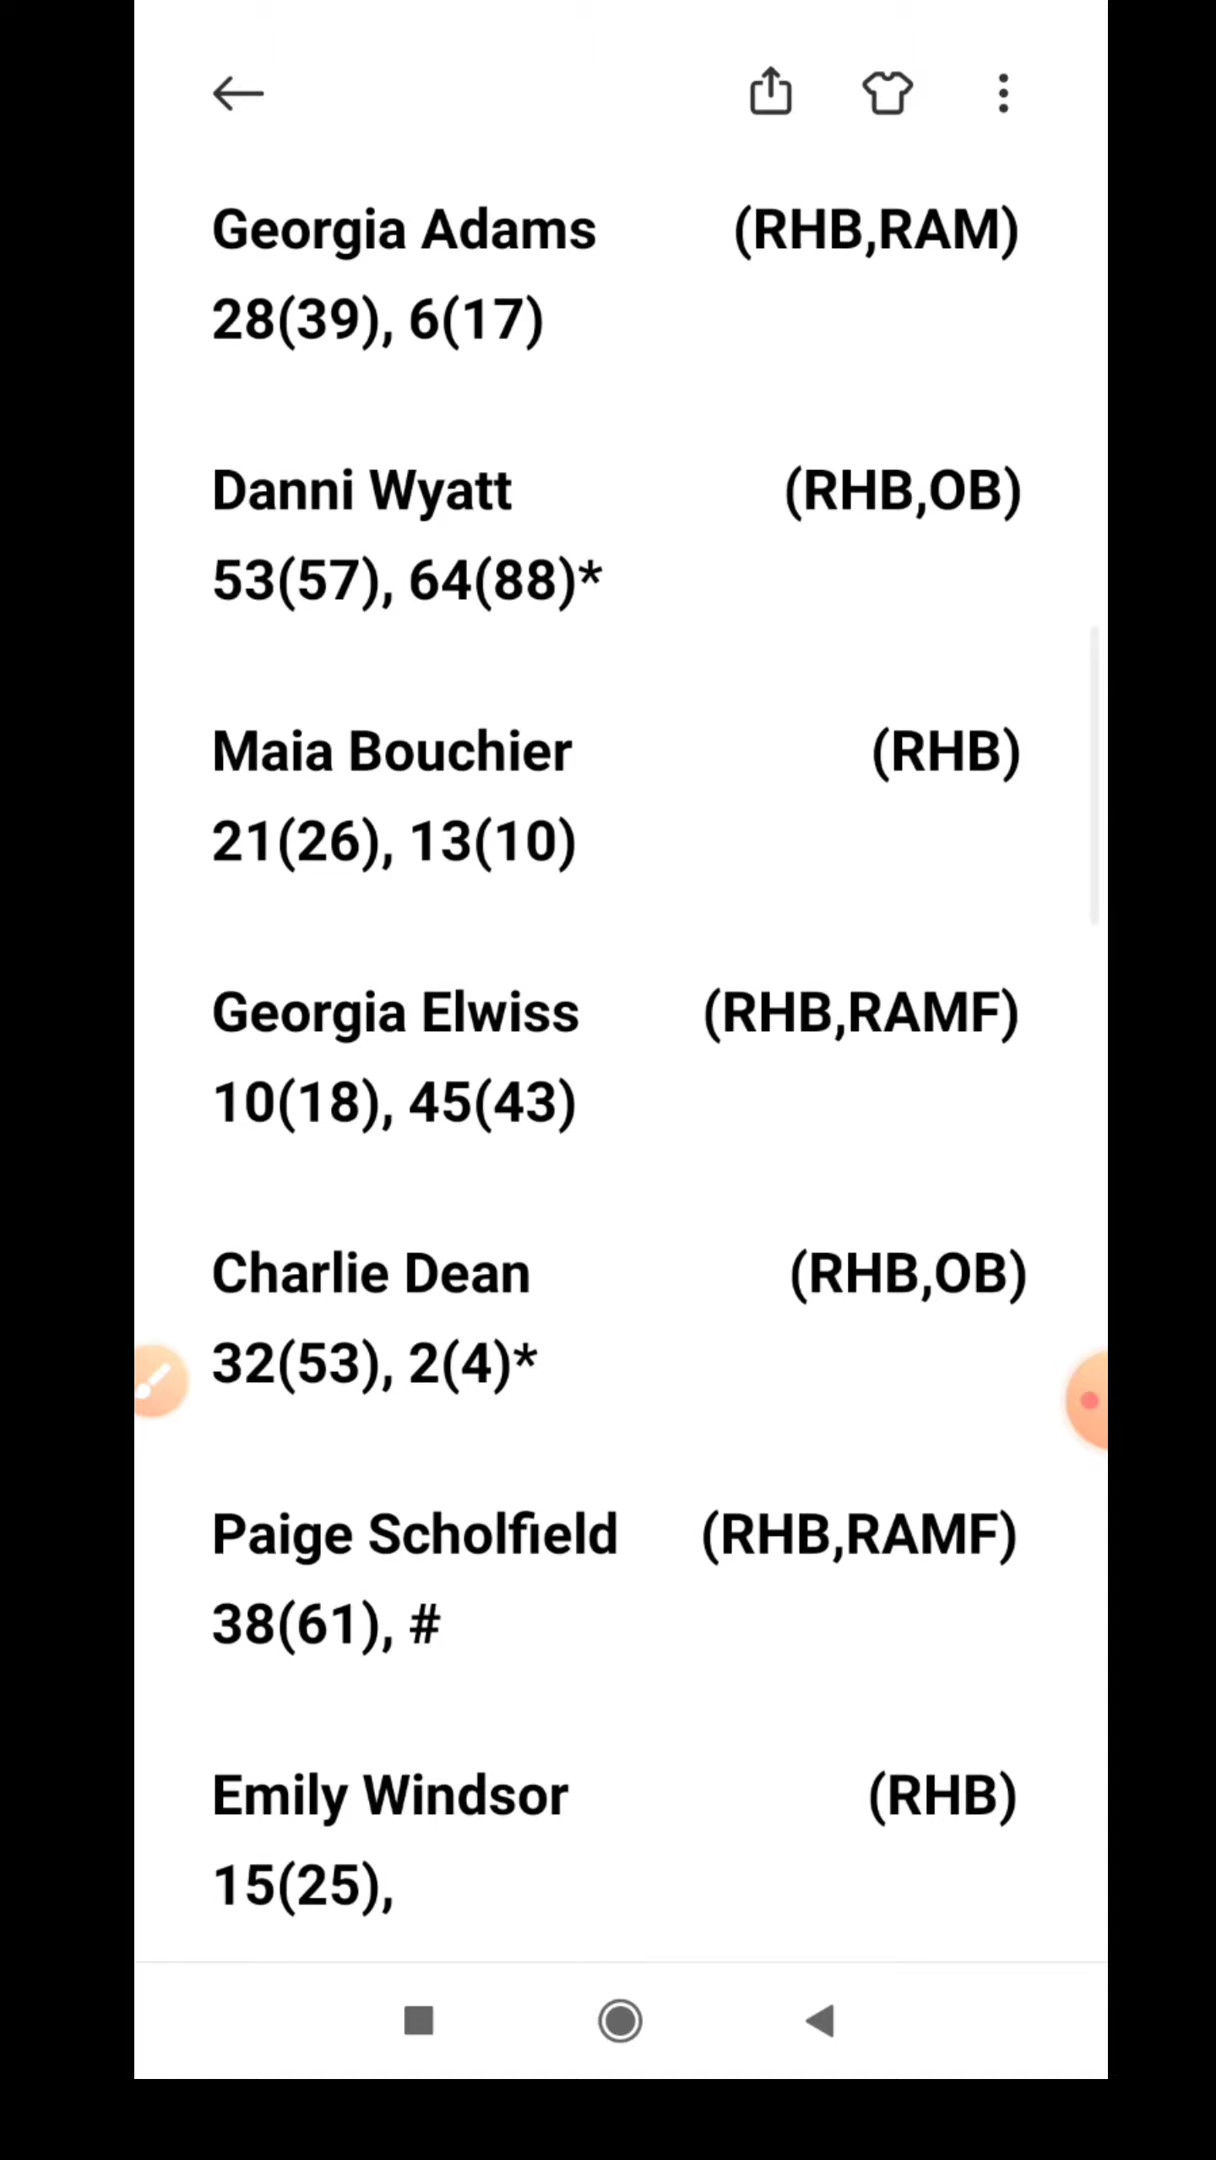 Georgia Adams (RHB,RAM)
28(39), 6(17)
Danni Wyatt (RHB,OB)
53(57), 64(88)*
Maia Bouchier (RHB)
21(26), 13(10)
Georgia Elwiss (RHB,RAMF)
10(18), 45(43)
Charlie Dean (RHB,OB)
32(53), 2(4)*
Paige Scholfield (RHB,RAMF)
38(61), #
Emily Windsor (RHB)
15(25),